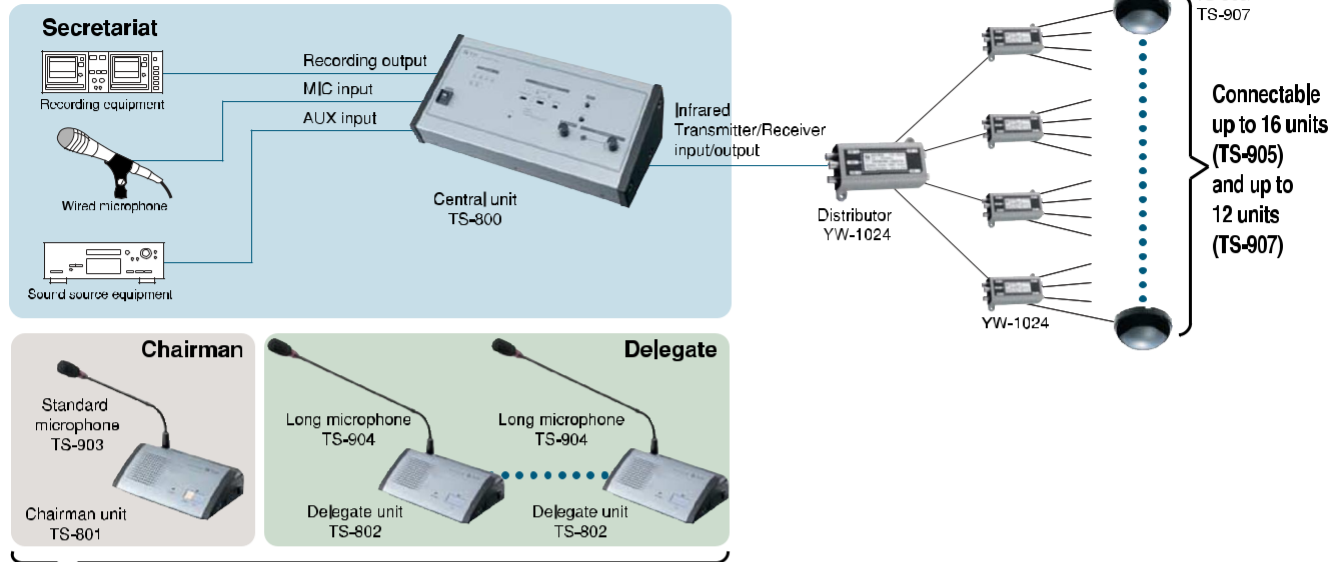 Secretariat
Recording equipment
Wired microphone
Sound source equipment
Recording output
MIC input
AUX input
Central unit
TS-800
Infrared
Transmitter/Receiver
input/output
Distributor
YW-1024
YW-1024
TS-907
Connectable
up to 16 units
(TS-905)
and up to
12 units
(TS-907)
Chairman
Standard
microphone
TS-903
Chairman unit
TS-801
Delegate
Long microphone
TS-904
Delegate unit
TS-802
Long microphone
TS-904
Delegate unit
TS-802